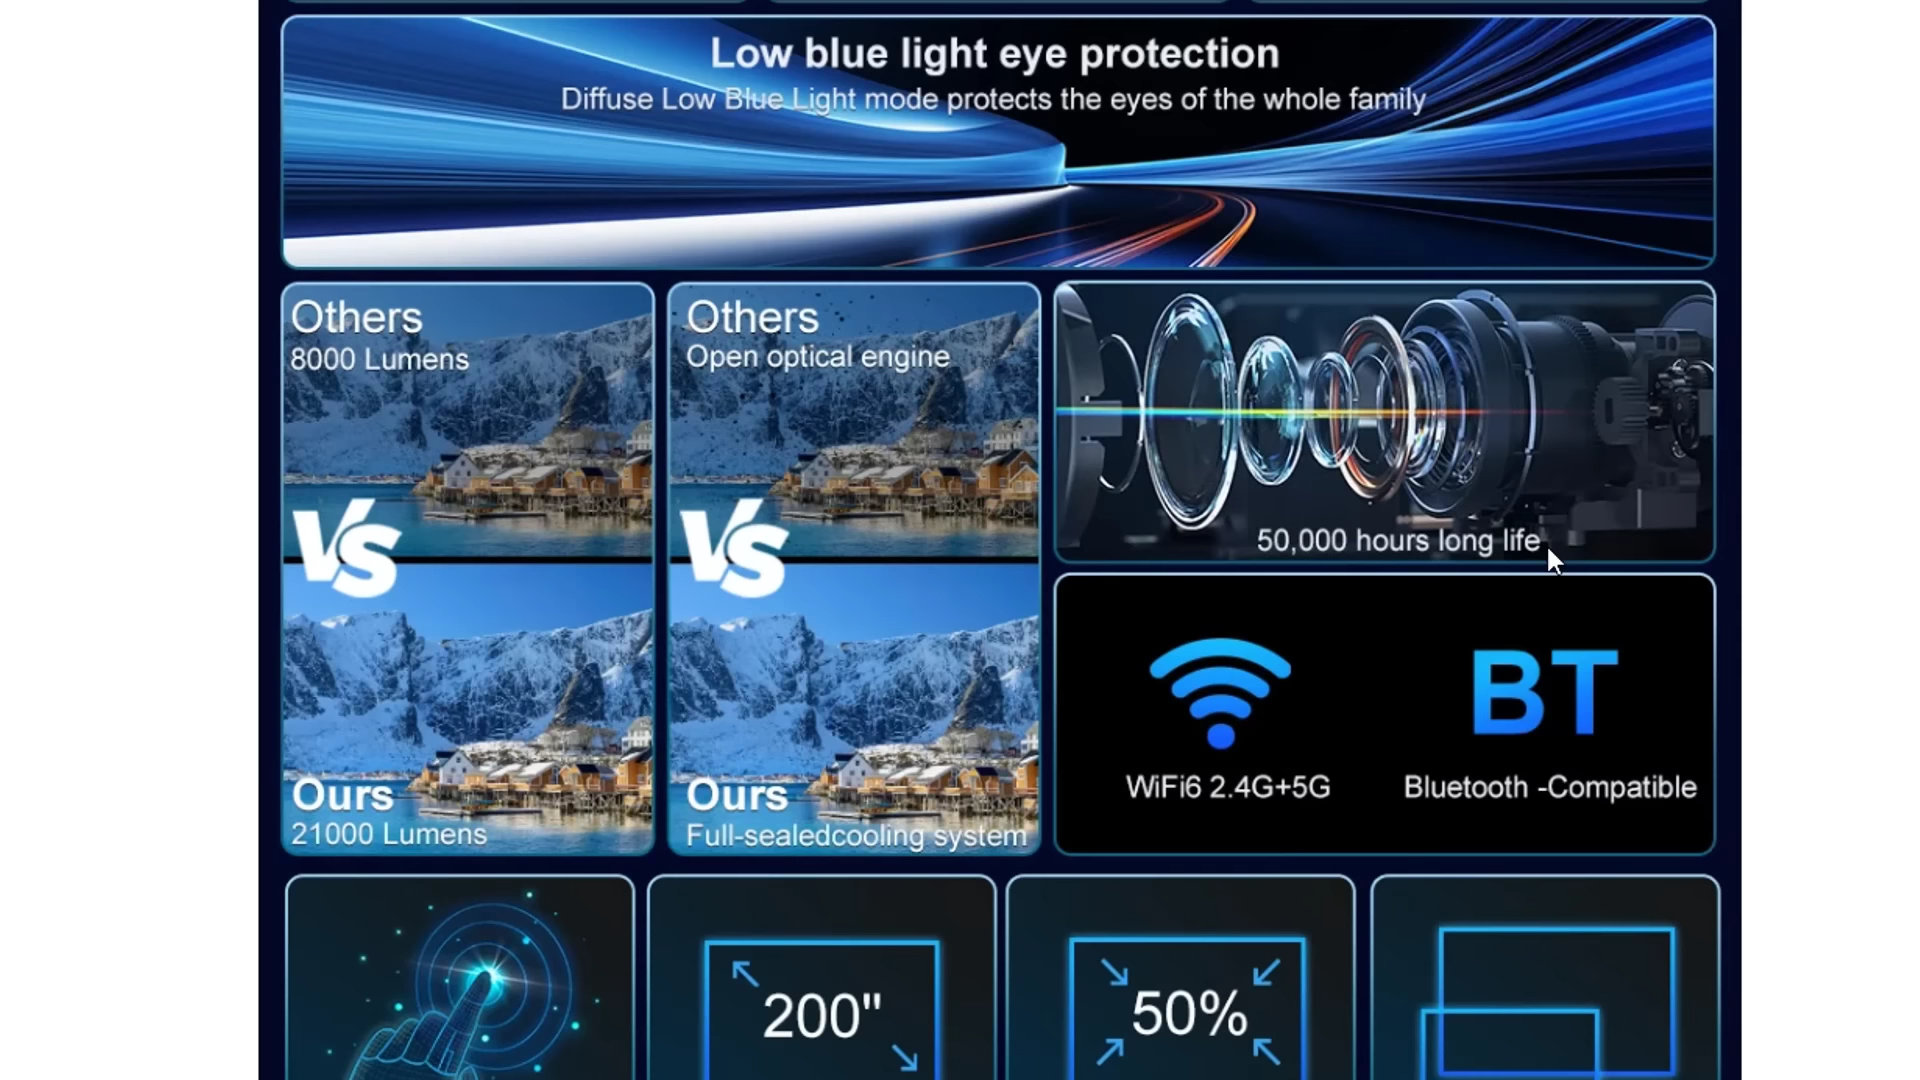 Low blue light eye protection
Diffuse Low Blue Light mode protects the eyes of the whole family
Others
8000 Lumens
VS
Ours
21000 Lumens
Others
Open optical engine
VS
Ours
Full-sealedcooling system
50,000 hours long life
BT
WiFi6 2.4G+5G
Bluetooth -Compatible
200"
50%